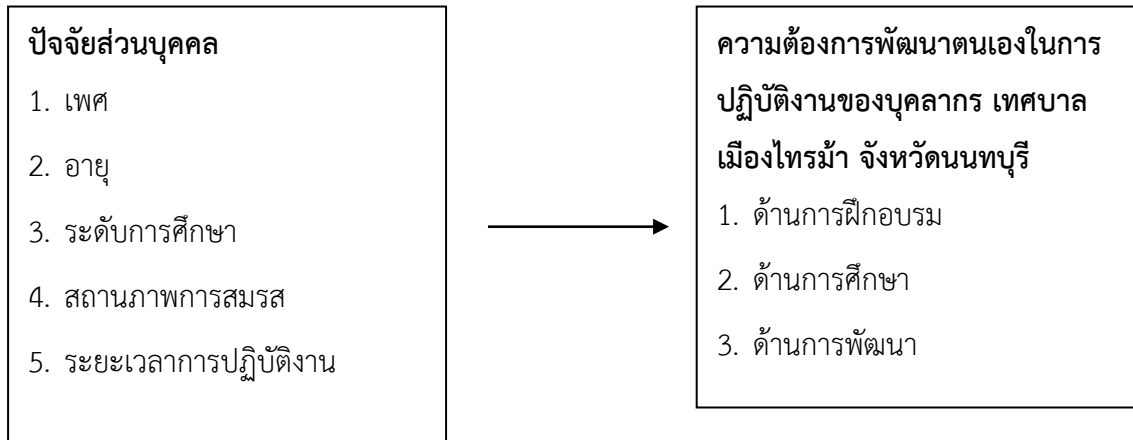 ปัจจัยส่วนบุคคล
1. เพศ
2. อายุ
3. ระดับการศึกษา
4. สถานภาพการสมรส
5. ระยะเวลาการปฏิบัติงาน
ความต้องการพัฒนาตนเองในการ
ปฏิบัติงานของบุคลากร เทศบาล
เมืองไทรม้า จังหวัดนนทบุรี
1. ด้านการฝึกอบรม
2. ด้านการศึกษา
3. ด้านการพัฒนา